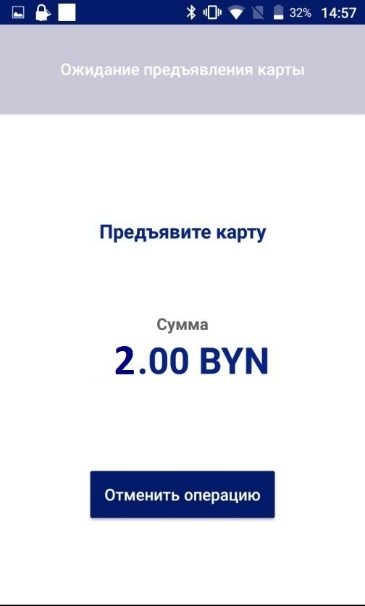 32% 14:57
Ожидание предъявления карты
Предъявите карту
Сумма
2.00 BYN
Отменить операцию